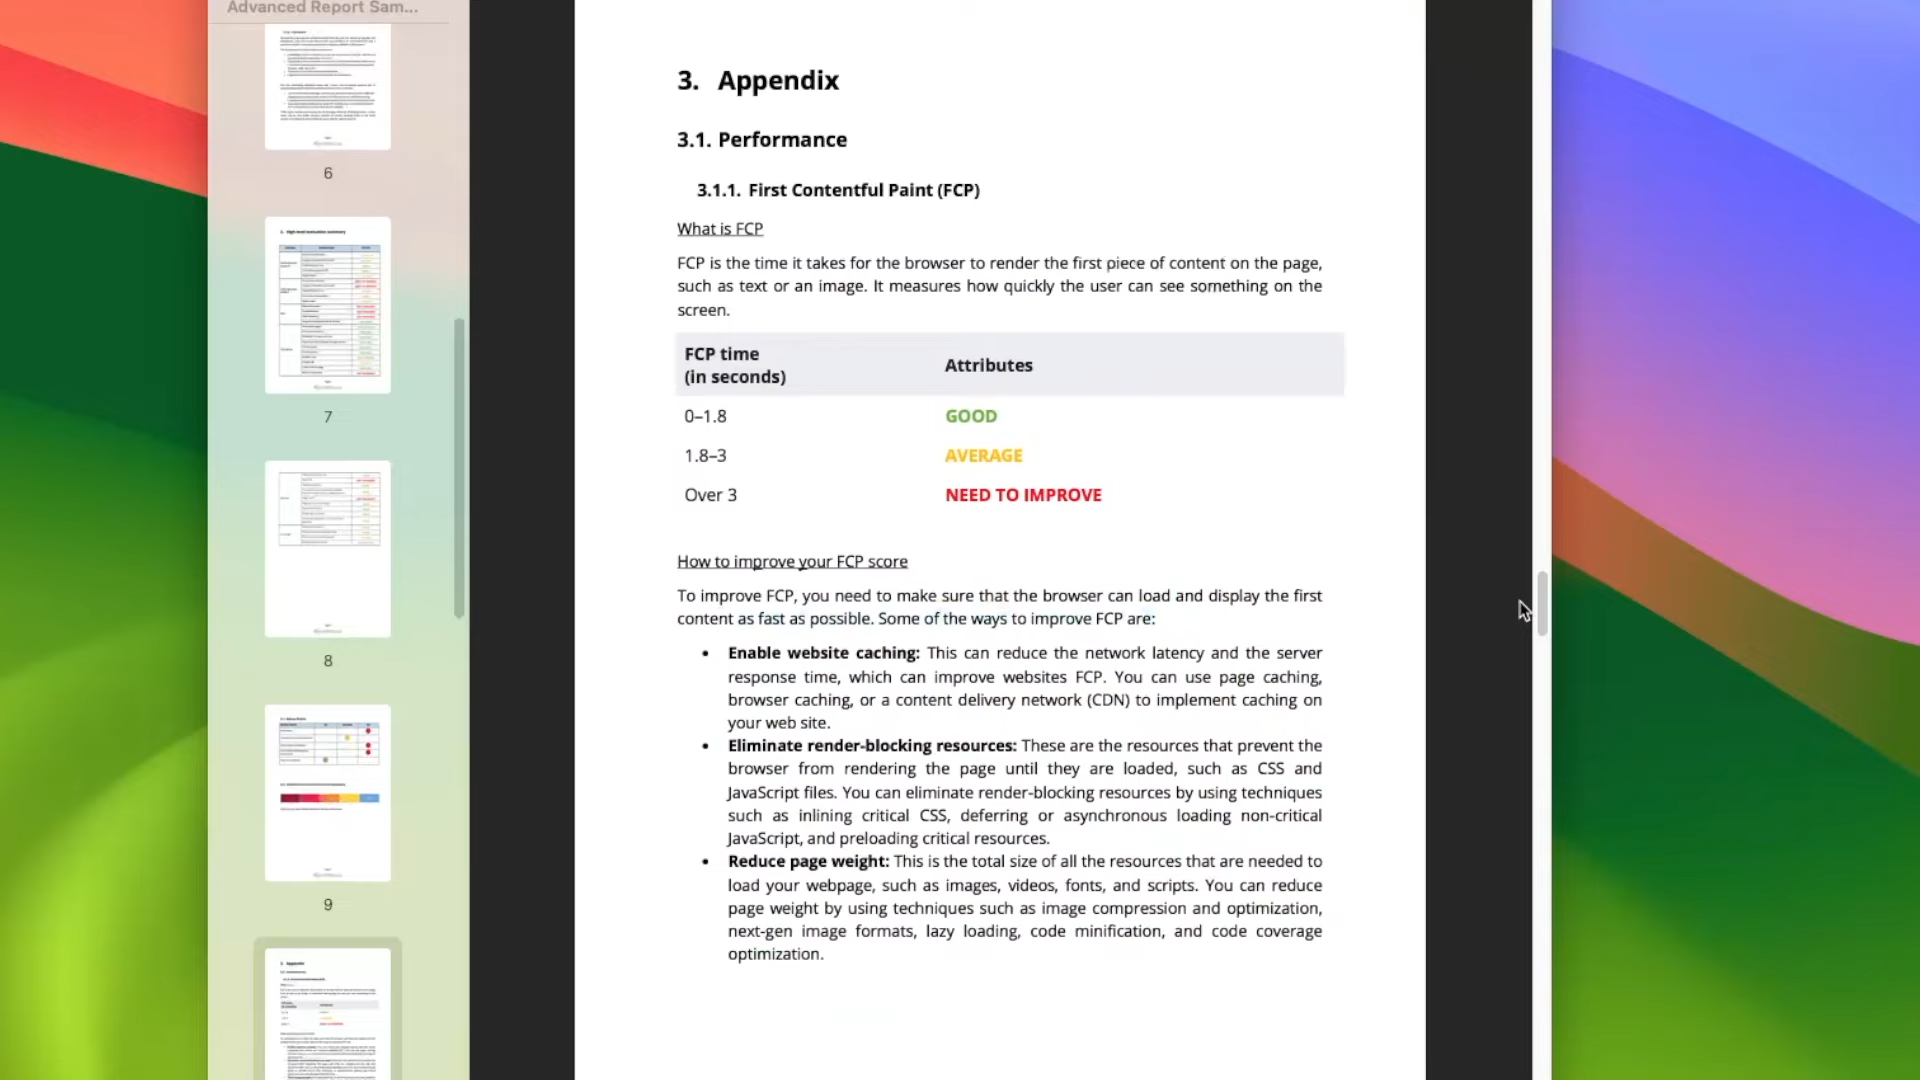 Advanced Report Sam...
6
2. High level evaluation summary
7
8
9
3. Appendix
3. Appendix
3.1. Performance
3.1.1. First Contentful Paint (FCP)
What is FCP
FCP is the time it takes for the browser to render the first piece of content on the page,
such as text or an image. It measures how quickly the user can see something on the
screen.
FCP time
(in seconds)
Attributes
0–1.8
GOOD
1.8–3
AVERAGE
Over 3
NEED TO IMPROVE
How to improve your FCP score
To improve FCP, you need to make sure that the browser can load and display the first
content as fast as possible. Some of the ways to improve FCP are:
• Enable website caching: This can reduce the network latency and the server
response time, which can improve websites FCP. You can use page caching,
browser caching, or a content delivery network (CDN) to implement caching on
your web site.
• Eliminate render-blocking resources: These are the resources that prevent the
browser from rendering the page until they are loaded, such as CSS and
JavaScript files. You can eliminate render-blocking resources by using techniques
such as inlining critical CSS, deferring or asynchronous loading non-critical
JavaScript, and preloading critical resources.
• Reduce page weight: This is the total size of all the resources that are needed to
load your webpage, such as images, videos, fonts, and scripts. You can reduce
page weight by using techniques such as image compression and optimization,
next-gen image formats, lazy loading, code minification, and code coverage
optimization.